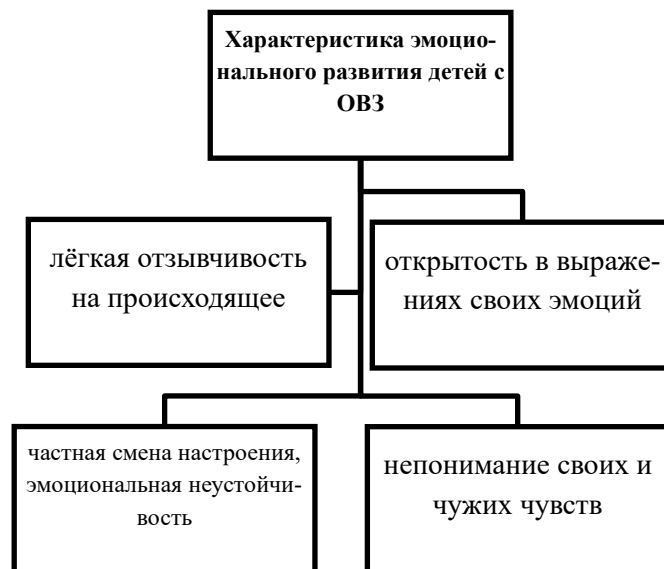 Характеристика эмоцио-
нального развития детей с
ОВЗ
лёгкая отзывчивость
на происходящее
открытость в выраже-
ниях своих эмоций
частная смена настроения,
эмоциональная неустойчи-
вость
непонимание своих и
чужих чувств